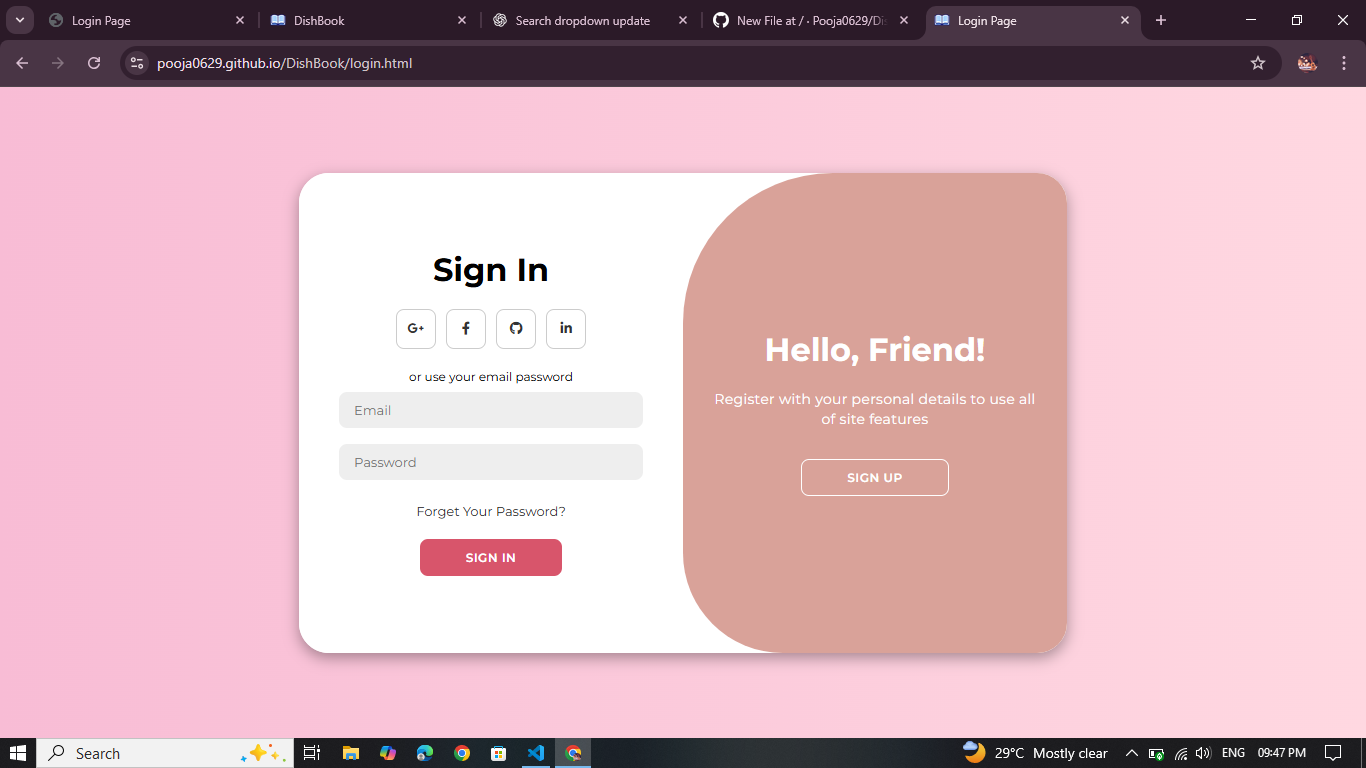 Login Page
DishBook
Search dropdown update
New File at / · Pooja0629/Dis
Login Page
pooja0629.github.io/DishBook/login.html
Sign In
G+ f in
or use your email password
Email
Password
Forget Your Password?
SIGN IN
Hello, Friend!
Register with your personal details to use all
of site features
SIGN UP
Search
29°C Mostly clear
ENG
09:47 PM